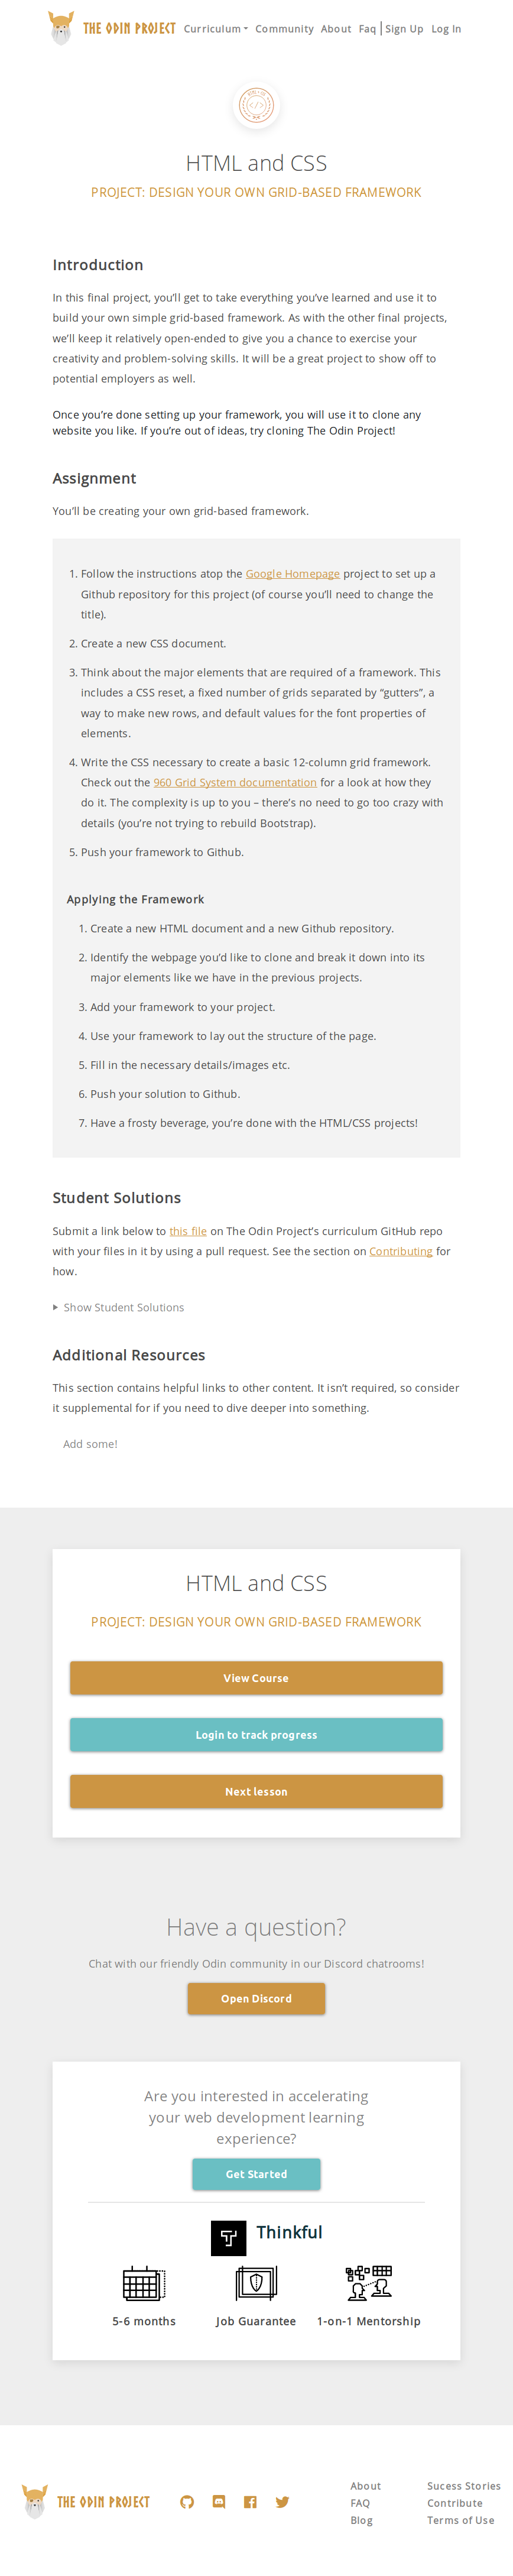 THE ODIN PROJECT Curriculum Community About Faq Sign Up Log In
HTML and CSS
PROJECT: DESIGN YOUR OWN GRID-BASED FRAMEWORK
Introduction
In this final project, you’ll get to take everything you’ve learned and use it to
build your own simple grid-based framework. As with the other final projects,
we’ll keep it relatively open-ended to give you a chance to exercise your
creativity and problem-solving skills. It will be a great project to show off to
potential employers as well.
Once you’re done setting up your framework, you will use it to clone any
website you like. If you’re out of ideas, try cloning The Odin Project!
Assignment
You’ll be creating your own grid-based framework.
1. Follow the instructions atop the Google Homepage project to set up a
Github repository for this project (of course you’ll need to change the
title).
2. Create a new CSS document.
3. Think about the major elements that are required of a framework. This
includes a CSS reset, a fixed number of grids separated by “gutters”, a
way to make new rows, and default values for the font properties of
elements.
4. Write the CSS necessary to create a basic 12-column grid framework.
Check out the 960 Grid System documentation for a look at how they
do it. The complexity is up to you – there’s no need to go too crazy with
details (you’re not trying to rebuild Bootstrap).
5. Push your framework to Github.
Applying the Framework
1. Create a new HTML document and a new Github repository.
2. Identify the webpage you’d like to clone and break it down into its
major elements like we have in the previous projects.
3. Add your framework to your project.
4. Use your framework to lay out the structure of the page.
5. Fill in the necessary details/images etc.
6. Push your solution to Github.
7. Have a frosty beverage, you’re done with the HTML/CSS projects!
Student Solutions
Submit a link below to this file on The Odin Project’s curriculum GitHub repo
with your files in it by using a pull request. See the section on Contributing for
how.
Show Student Solutions
Additional Resources
This section contains helpful links to other content. It isn’t required, so consider
it supplemental for if you need to dive deeper into something.
Add some!
HTML and CSS
PROJECT: DESIGN YOUR OWN GRID-BASED FRAMEWORK
View Course
Login to track progress
Next lesson
Have a question?
Chat with our friendly Odin community in our Discord chatrooms!
Open Discord
Are you interested in accelerating
your web development learning
experience?
Get Started
Thinkful
5-6 months Job Guarantee 1-on-1 Mentorship
THE ODIN PROJECT
About Sucess Stories
FAQ Contribute
Blog Terms of Use